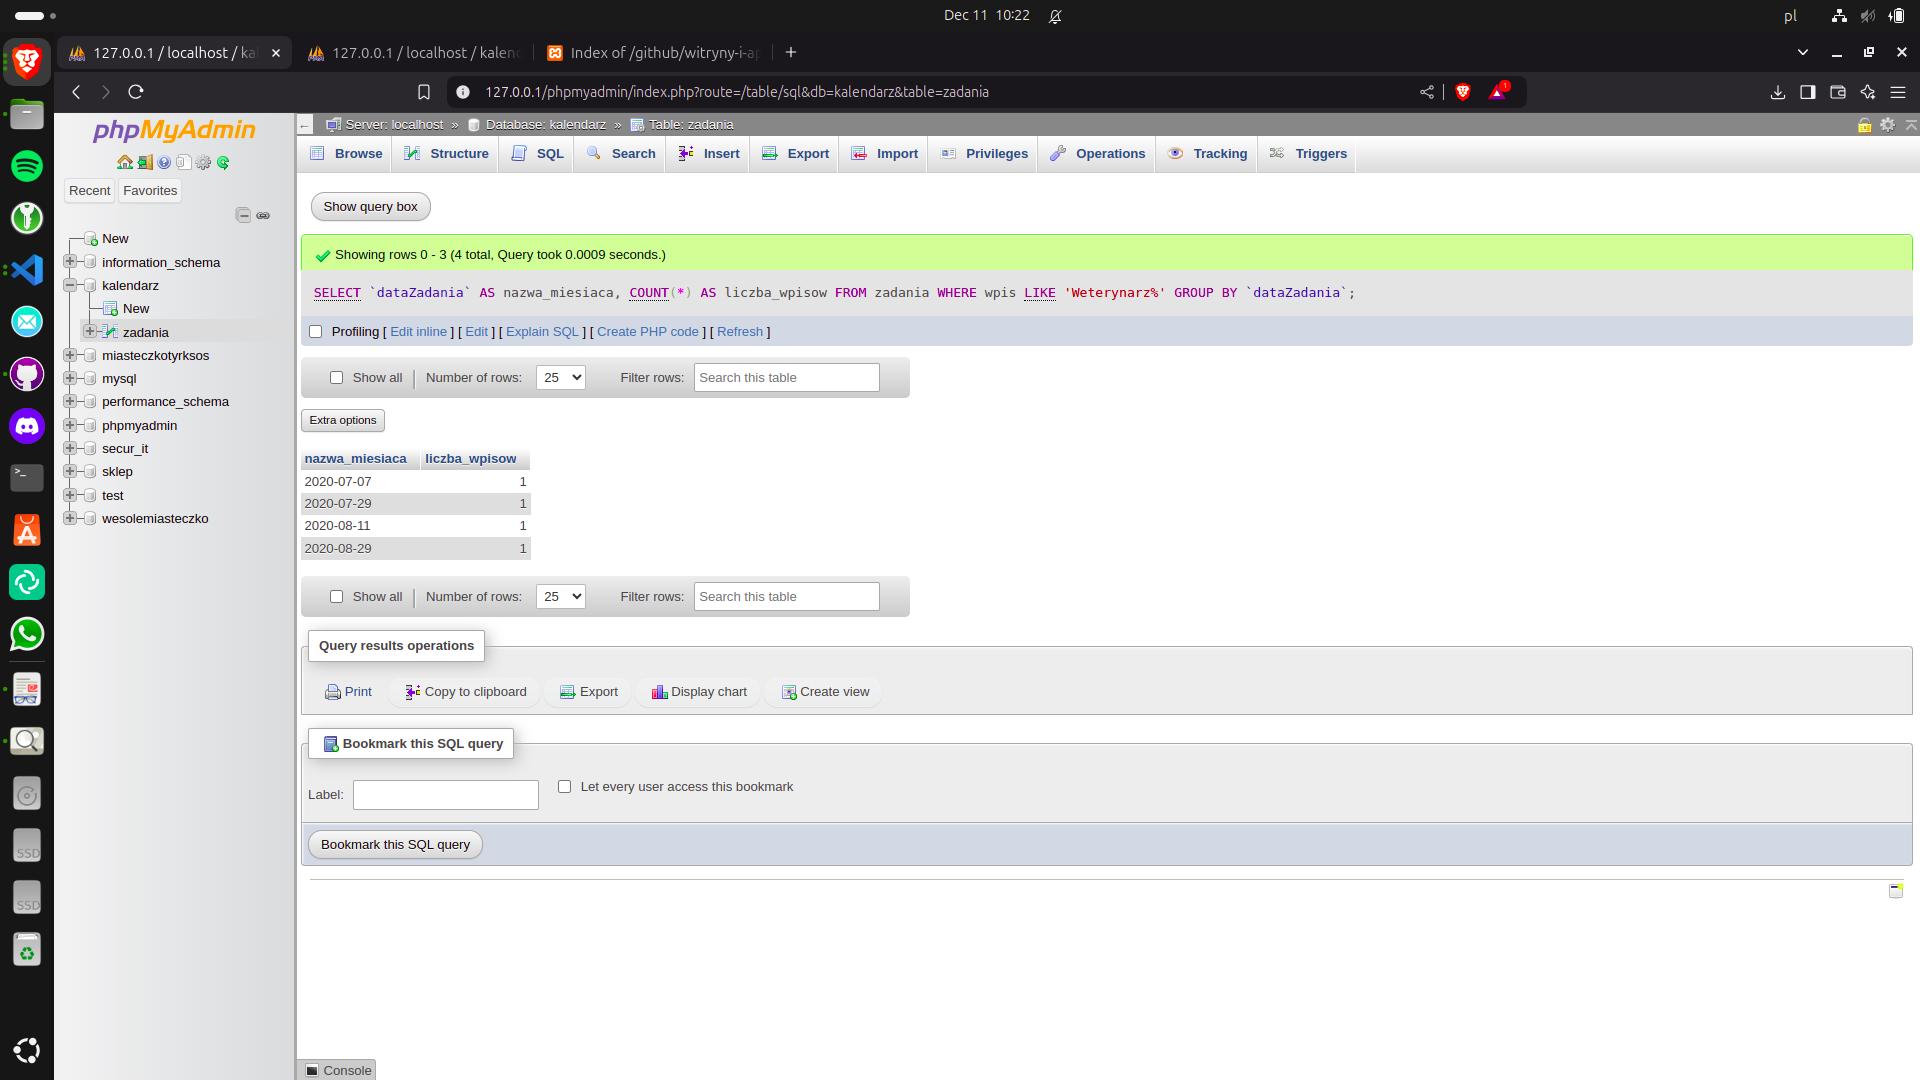 Dec 11 10:22
pl
127.0.0.1 / localhost / ka
127.0.0.1 / localhost / kalen
Index of /github/witryny-i-ap
127.0.0.1/phpmyadmin/index.php?route=/table/sql&db=kalendarz&table=zadania
1
phpMyAdmin
Recent
Favorites
New
information_schema
kalendarz
New
zadania
miasteczkotyrksos
mysql
performance_schema
phpmyadmin
secur_it
sklep
test
wesolemiasteczko
Server: localhost » Database: kalendarz » Table: zadania
Browse Structure SQL Search Insert Export Import Privileges Operations Tracking Triggers
Show query box
Showing rows 0 - 3 (4 total, Query took 0.0009 seconds.)
SELECT `dataZadania` AS nazwa_miesiaca, COUNT(*) AS liczba_wpisow FROM zadania WHERE wpis LIKE 'Weterynarz%' GROUP BY `dataZadania`;
Profiling [ Edit inline ] [ Edit ] [ Explain SQL ] [ Create PHP code ] [ Refresh ]
Show all Number of rows: 25 Filter rows: Search this table
Extra options
nazwa_miesiaca liczba_wpisow
2020-07-07 1
2020-07-29 1
2020-08-11 1
2020-08-29 1
Show all Number of rows: 25 Filter rows: Search this table
Query results operations
Print Copy to clipboard Export Display chart Create view
Bookmark this SQL query
Label: Let every user access this bookmark
Bookmark this SQL query
Console
SSD
SSD